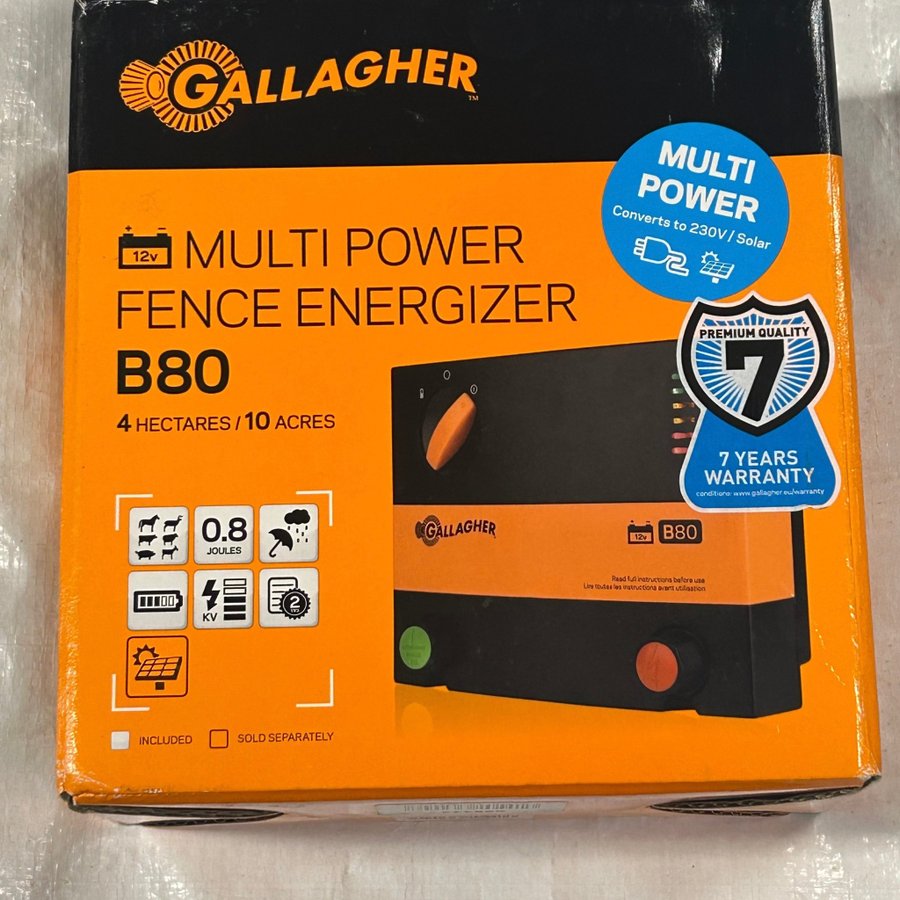 GALLAGHER™
MULTI
POWER
Converts to 230V / Solar
12v MULTI POWER
FENCE ENERGIZER
B80
4 HECTARES / 10 ACRES
PREMIUM QUALITY
7
7 YEARS
WARRANTY
conditions: www.gallagher.eu/warranty
0.8
JOULES
KV
2
GALLAGHER
12v B80
Read full instructions before use
Lire toutes les instructions avant utilisation
INCLUDED
SOLD SEPARATELY